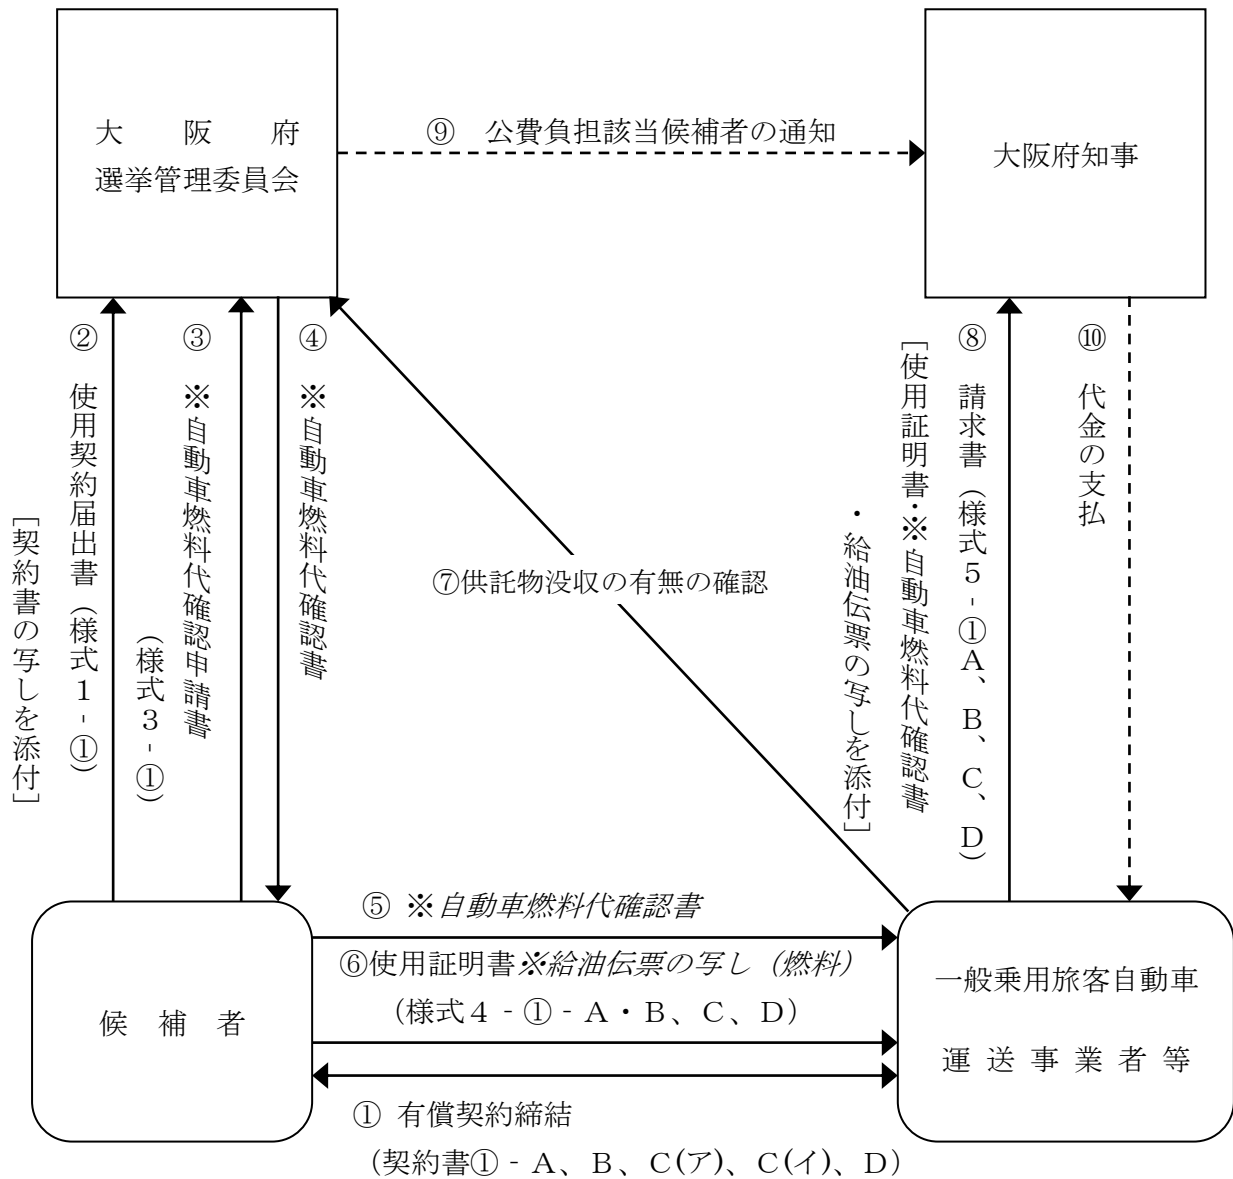 大阪府
選挙管理委員会
⑨ 公費負担該当候補者の通知
大阪府知事
② 使用契約届出書（様式1-①）
［契約書の写しを添付］
③ ※自動車燃料代確認申請書
（様式3-①）
④ ※自動車燃料代確認書
⑦供託物没収の有無の確認
⑧ 請求書（様式5-①A、B、C、D）
［使用証明書・※自動車燃料代確認書
・給油伝票の写しを添付］
⑩ 代金の支払
⑤ ※自動車燃料代確認書
⑥使用証明書※給油伝票の写し（燃料）
（様式4‐①‐A・B、C、D）
候補者
一般乗用旅客自動車
運送事業者等
① 有償契約締結
（契約書①‐A、B、C(ア)、C(イ)、D）